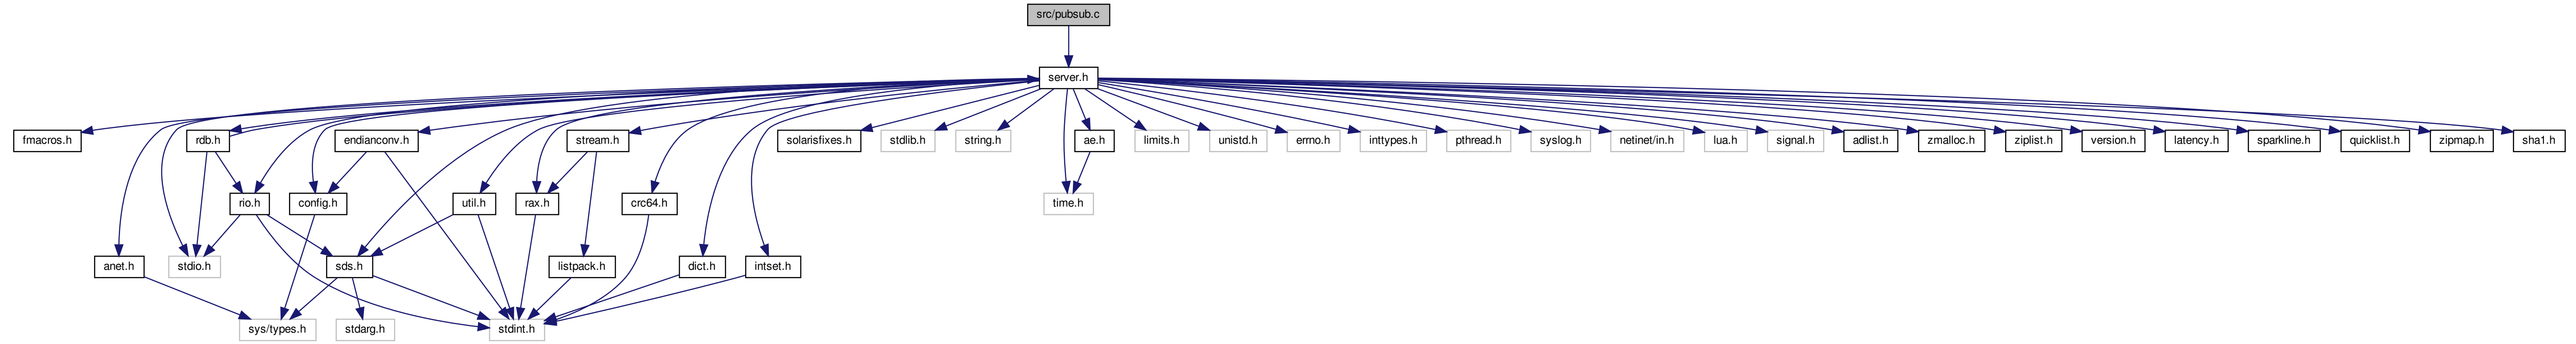 src/pubsub.c
server.h
fmacros.h
rdb.h
endianconv.h
stream.h
solarisfixes.h
stdlib.h
string.h
ae.h
limits.h
unistd.h
errno.h
inttypes.h
pthread.h
syslog.h
netinet/in.h
lua.h
signal.h
adlist.h
zmalloc.h
ziplist.h
version.h
latency.h
sparkline.h
quicklist.h
zipmap.h
sha1.h
rio.h
config.h
util.h
rax.h
crc64.h
time.h
anet.h
stdio.h
sds.h
listpack.h
dict.h
intset.h
sys/types.h
stdarg.h
stdint.h